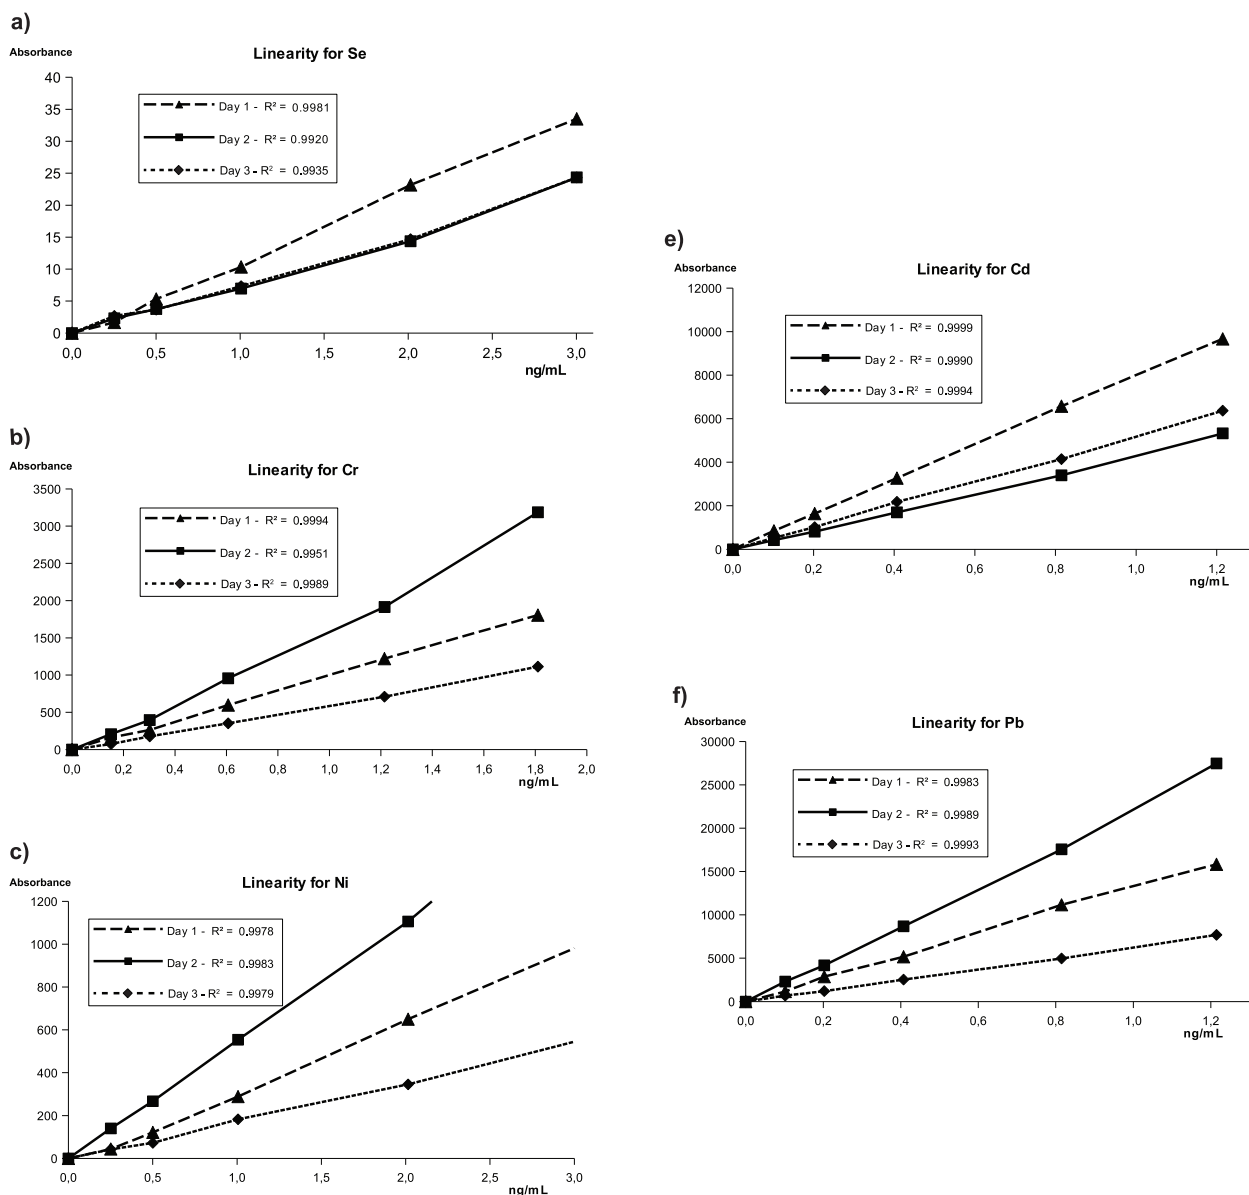 a)
Absorbance
Linearity for Se
40
35
30
25
20
15
10
5
0
Day 1 - R² = 0.9981
Day 2 - R² = 0.9920
Day 3 - R² = 0.9935
0,0 0,5 1,0 1,5 2,0 2,5 3,0
ng/mL
b)
Absorbance
Linearity for Cr
3500
3000
2500
2000
1500
1000
500
0
Day 1 - R² = 0.9994
Day 2 - R² = 0.9951
Day 3 - R² = 0.9989
0,0 0,2 0,4 0,6 0,8 1,0 1,2 1,4 1,6 1,8 2,0
ng/mL
c)
Absorbance
Linearity for Ni
1200
1000
800
600
400
200
0
Day 1 - R² = 0.9978
Day 2 - R² = 0.9983
Day 3 - R² = 0.9979
0,0 0,5 1,0 1,5 2,0 2,5 3,0
ng/mL
e)
Absorbance
Linearity for Cd
12000
10000
8000
6000
4000
2000
0
Day 1 - R² = 0.9999
Day 2 - R² = 0.9990
Day 3 - R² = 0.9994
0,0 0,2 0,4 0,6 0,8 1,0 1,2
ng/mL
f)
Absorbance
Linearity for Pb
30000
25000
20000
15000
10000
5000
0
Day 1 - R² = 0.9983
Day 2 - R² = 0.9989
Day 3 - R² = 0.9993
0,0 0,2 0,4 0,6 0,8 1,0 1,2
ng/mL